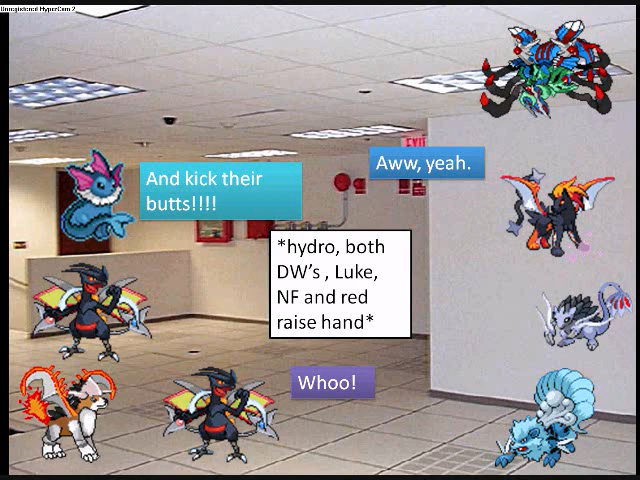 Unregistered HyperCam 2
EXIT
Aww, yeah.
And kick their
butts!!!!
*hydro, both
DW's , Luke,
NF and red
raise hand*
Whoo!